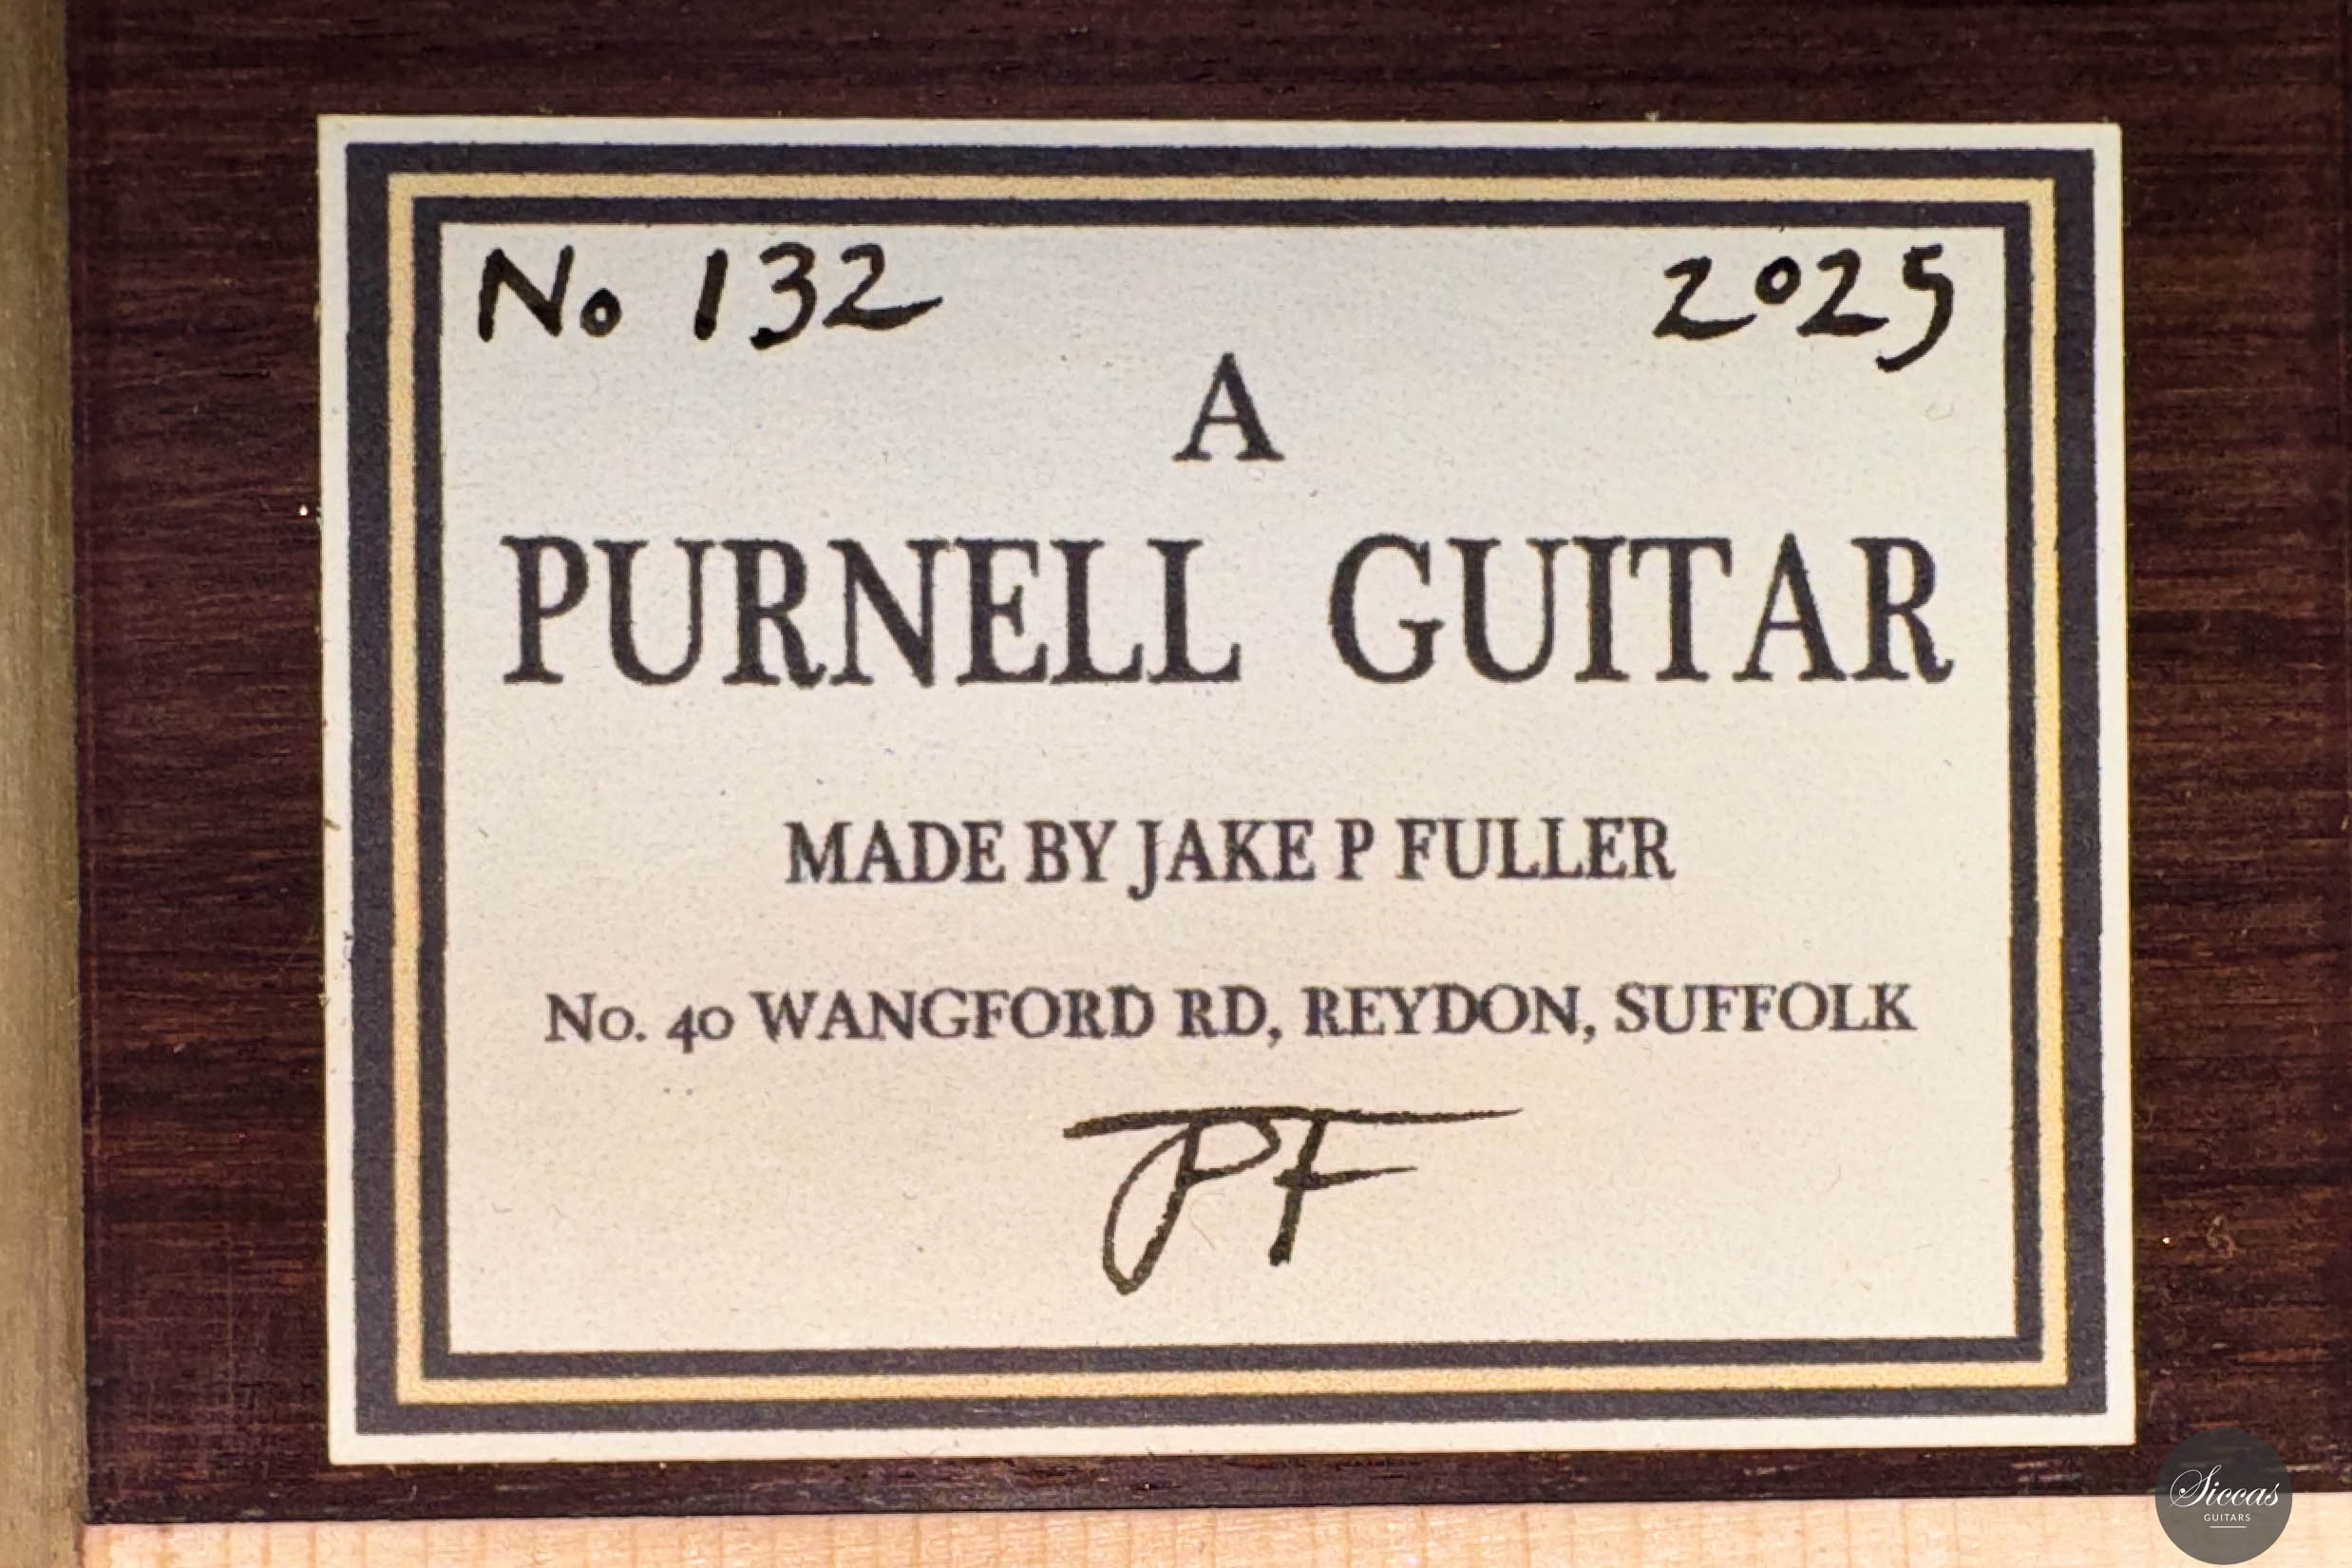 No 132 2025
A
PURNELL GUITAR
MADE BY JAKE P FULLER
No. 40 WANGFORD RD, REYDON, SUFFOLK
JPF
Siccas
GUITARS